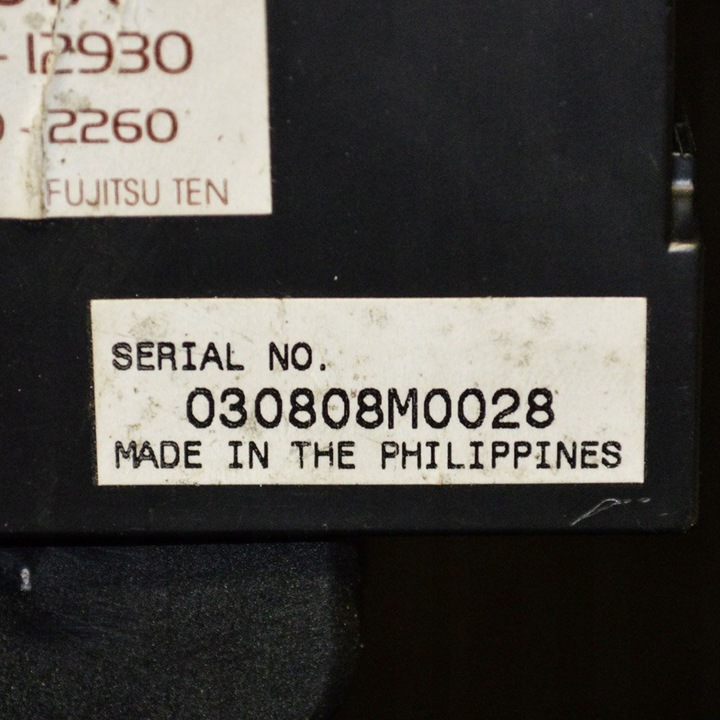 - 12930
- 2260
FUJITSU TEN
SERIAL NO.
030808M0028
MADE IN THE PHILIPPINES